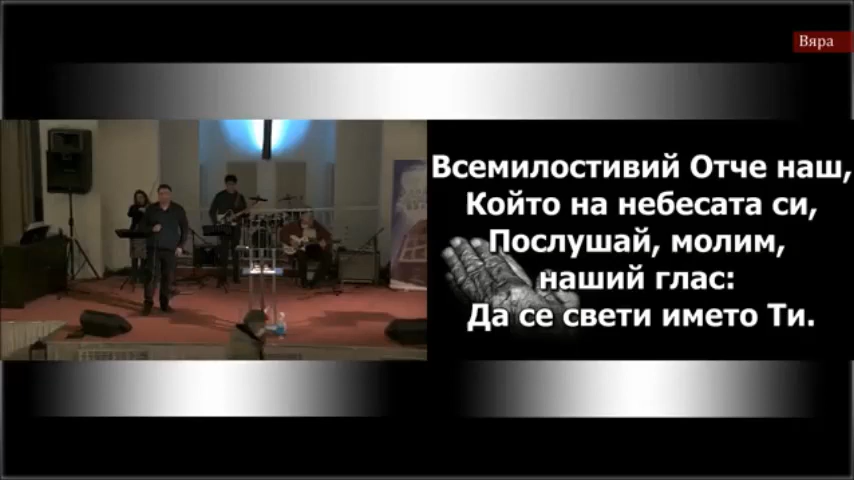 Вяра
Всемилостивий Отче наш,
Който на небесата си,
Послушай, молим,
наший глас:
Да се свети името Ти.